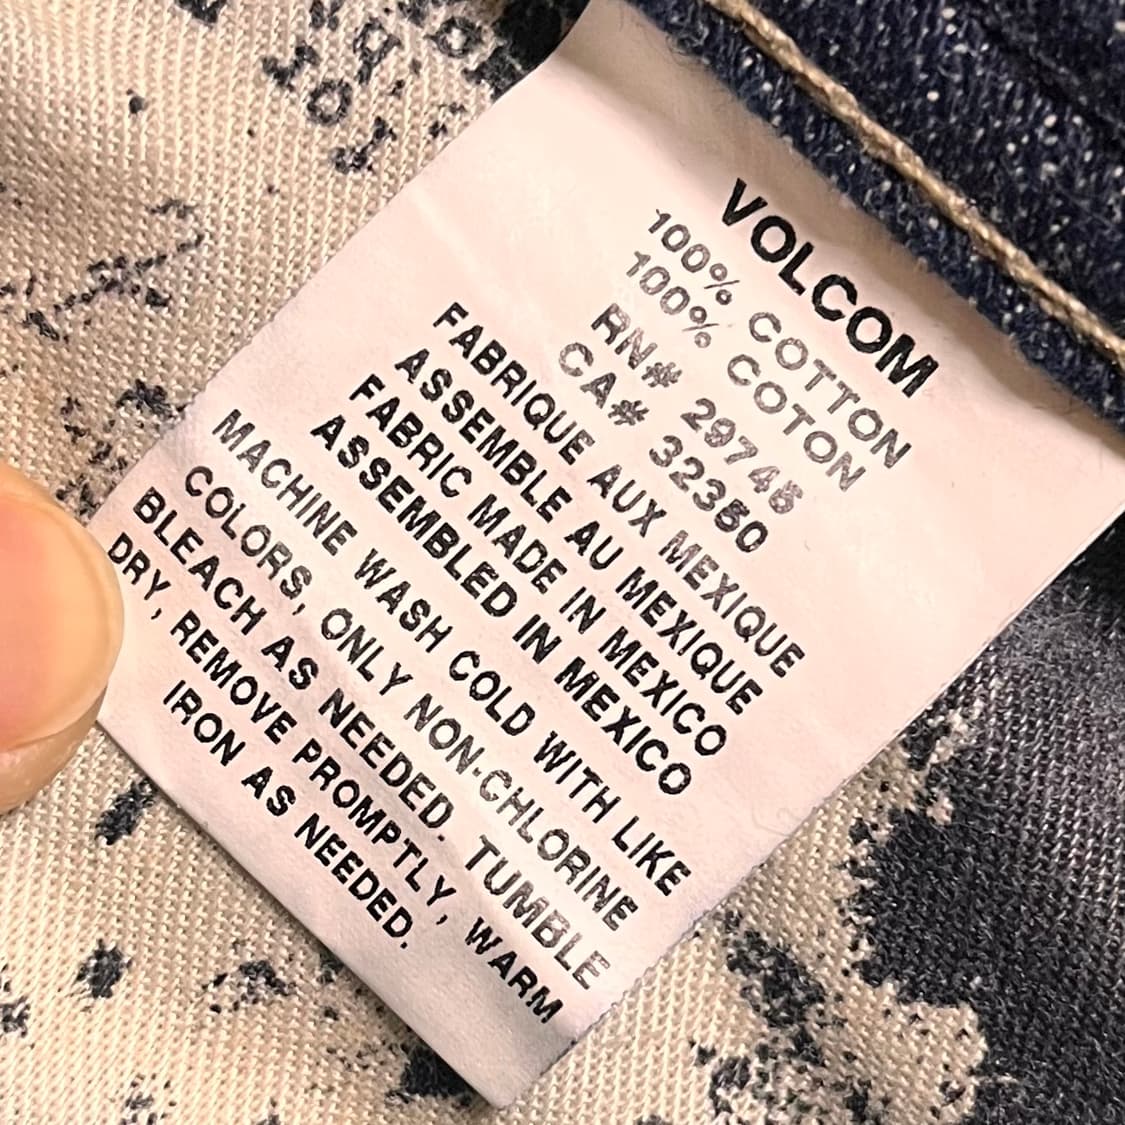 VOLCOM
100% COTTON
100% COTON
RN# 29745
CA# 32350
FABRIQUE AUX MEXIQUE
ASSEMBLE AU MEXIQUE
FABRIC MADE IN MEXICO
ASSEMBLED IN MEXICO
MACHINE WASH COLD WITH LIKE
COLORS, ONLY NON-CHLORINE
BLEACH AS NEEDED. TUMBLE
DRY, REMOVE PROMPTLY, WARM
IRON AS NEEDED.